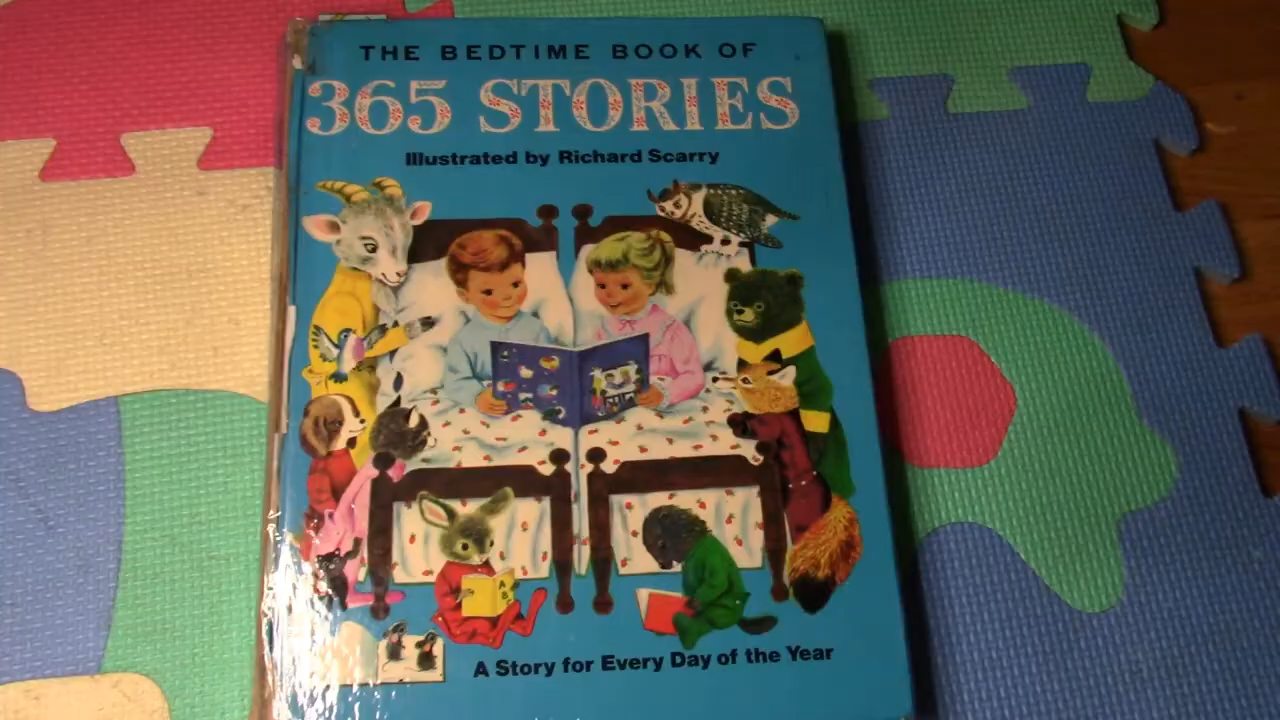 THE BEDTIME BOOK OF
365 STORIES
Illustrated by Richard Scarry
A
B
C
A Story for Every Day of the Year